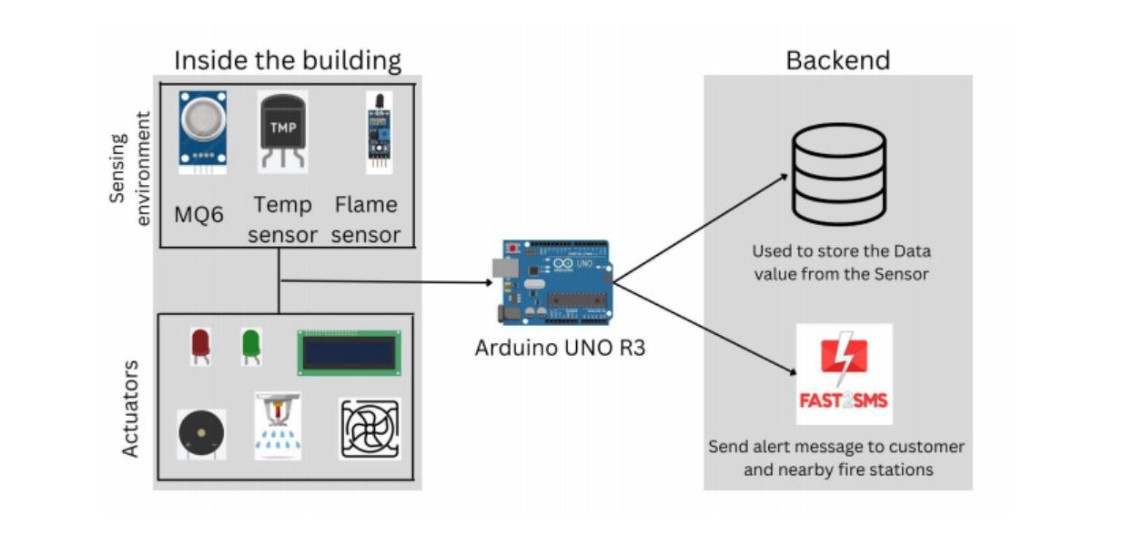 Inside the building
Backend
Sensing
environment
TMP
MQ6
Temp
sensor
Flame
sensor
Used to store the Data
value from the Sensor
UNO
Arduino UNO R3
Actuators
FAST2SMS
Send alert message to customer
and nearby fire stations